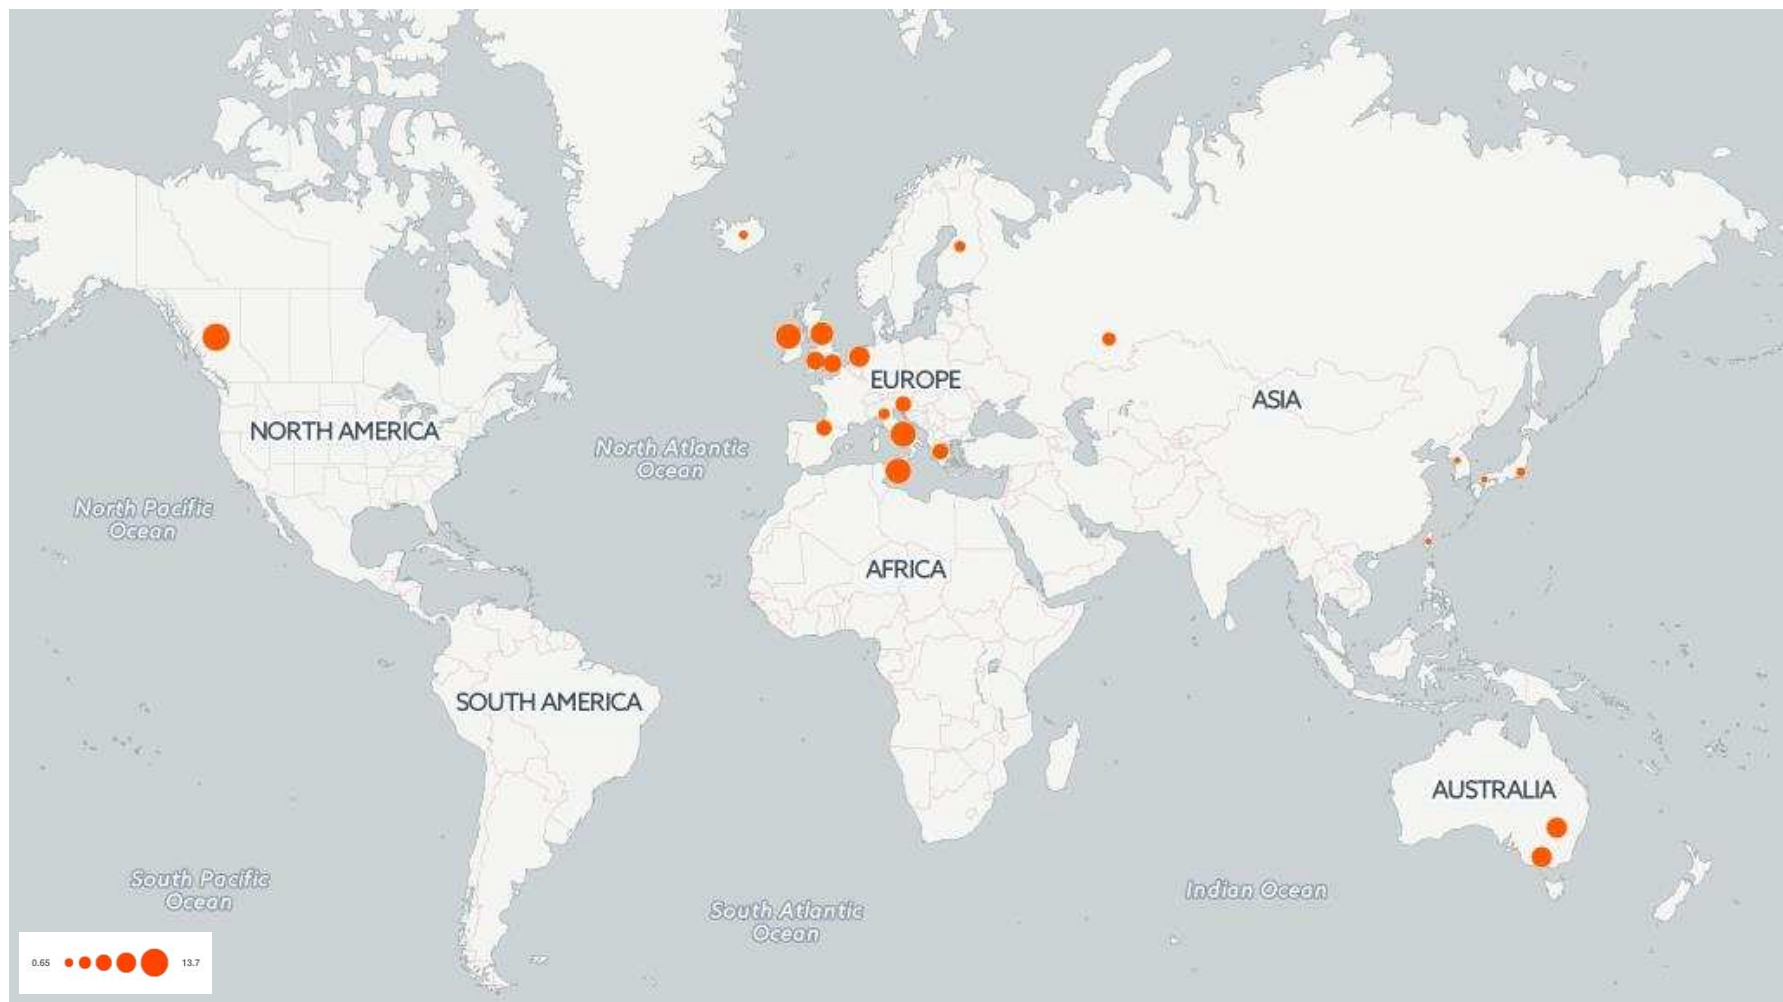 EUROPE
ASIA
NORTH AMERICA
North Atlantic
Ocean
North Pacific
Ocean
AFRICA
SOUTH AMERICA
AUSTRALIA
South Pacific
Ocean
South Atlantic
Ocean
Indian Ocean
0.65
13.7